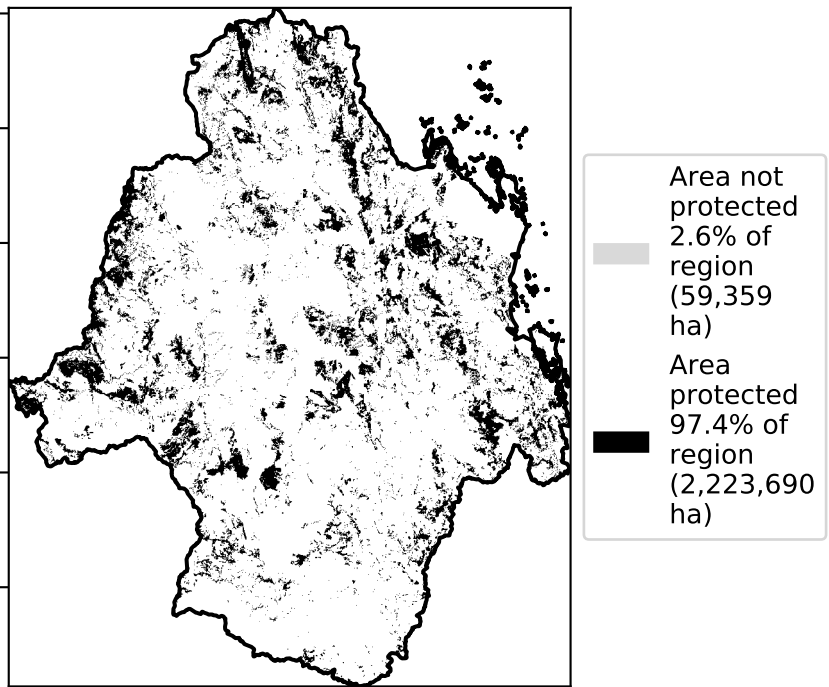 Area not
protected
2.6% of
region
(59,359
ha)
Area
protected
97.4% of
region
(2,223,690
ha)